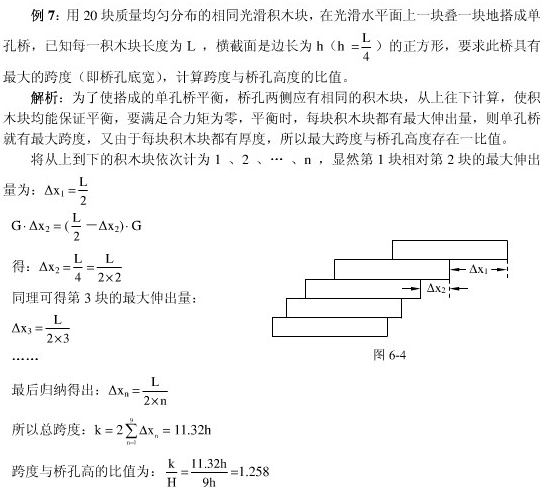 例 7：用 20 块质量均匀分布的相同光滑积木块，在光滑水平面上一块叠一块地搭成单
孔桥，已知每一积木块长度为 L ，横截面是边长为 h（h =L/4）的正方形，要求此桥具有
最大的跨度（即桥孔底宽），计算跨度与桥孔高度的比值。
解析：为了使搭成的单孔桥平衡，桥孔两侧应有相同的积木块，从上往下计算，使积
木块均能保证平衡，要满足合力矩为零，平衡时，每块积木块都有最大伸出量，则单孔桥
就有最大跨度，又由于每块积木块都有厚度，所以最大跨度与桥孔高度存在一比值。
将从上到下的积木块依次计为 1 、2 、… 、n ，显然第 1 块相对第 2 块的最大伸出
量为：Δx₁ = L/2
G· Δx₂ = (L/2 －Δx₂)· G
得：Δx₂ = L/4 = L/(2×2)
同理可得第 3 块的最大伸出量：
Δx₃ = L/(2×3)
……
最后归纳得出：Δxₙ = L/(2×n)
所以总跨度：k = 2∑_{n=1}^{9} Δxₙ = 11.32h
跨度与桥孔高的比值为：k/H = 11.32h/9h =1.258
Δx₁
Δx₂
图 6-4